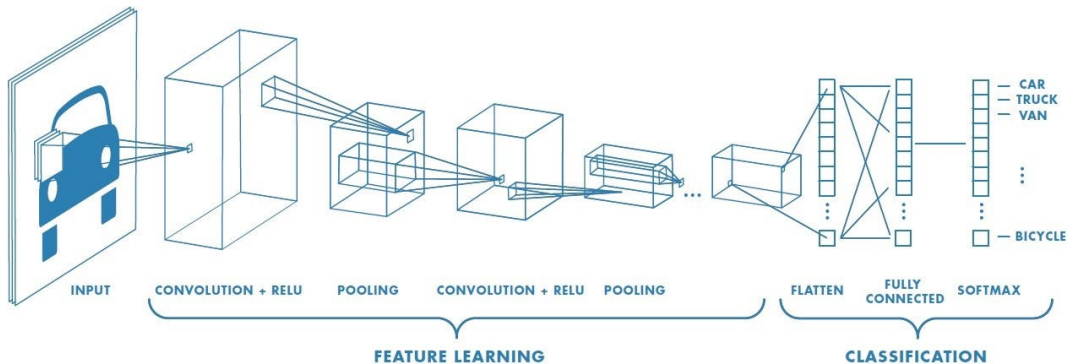 CAR
TRUCK
VAN
BICYCLE
INPUT
CONVOLUTION + RELU
POOLING
CONVOLUTION + RELU
POOLING
FLATTEN
FULLY
CONNECTED
SOFTMAX
FEATURE LEARNING
CLASSIFICATION